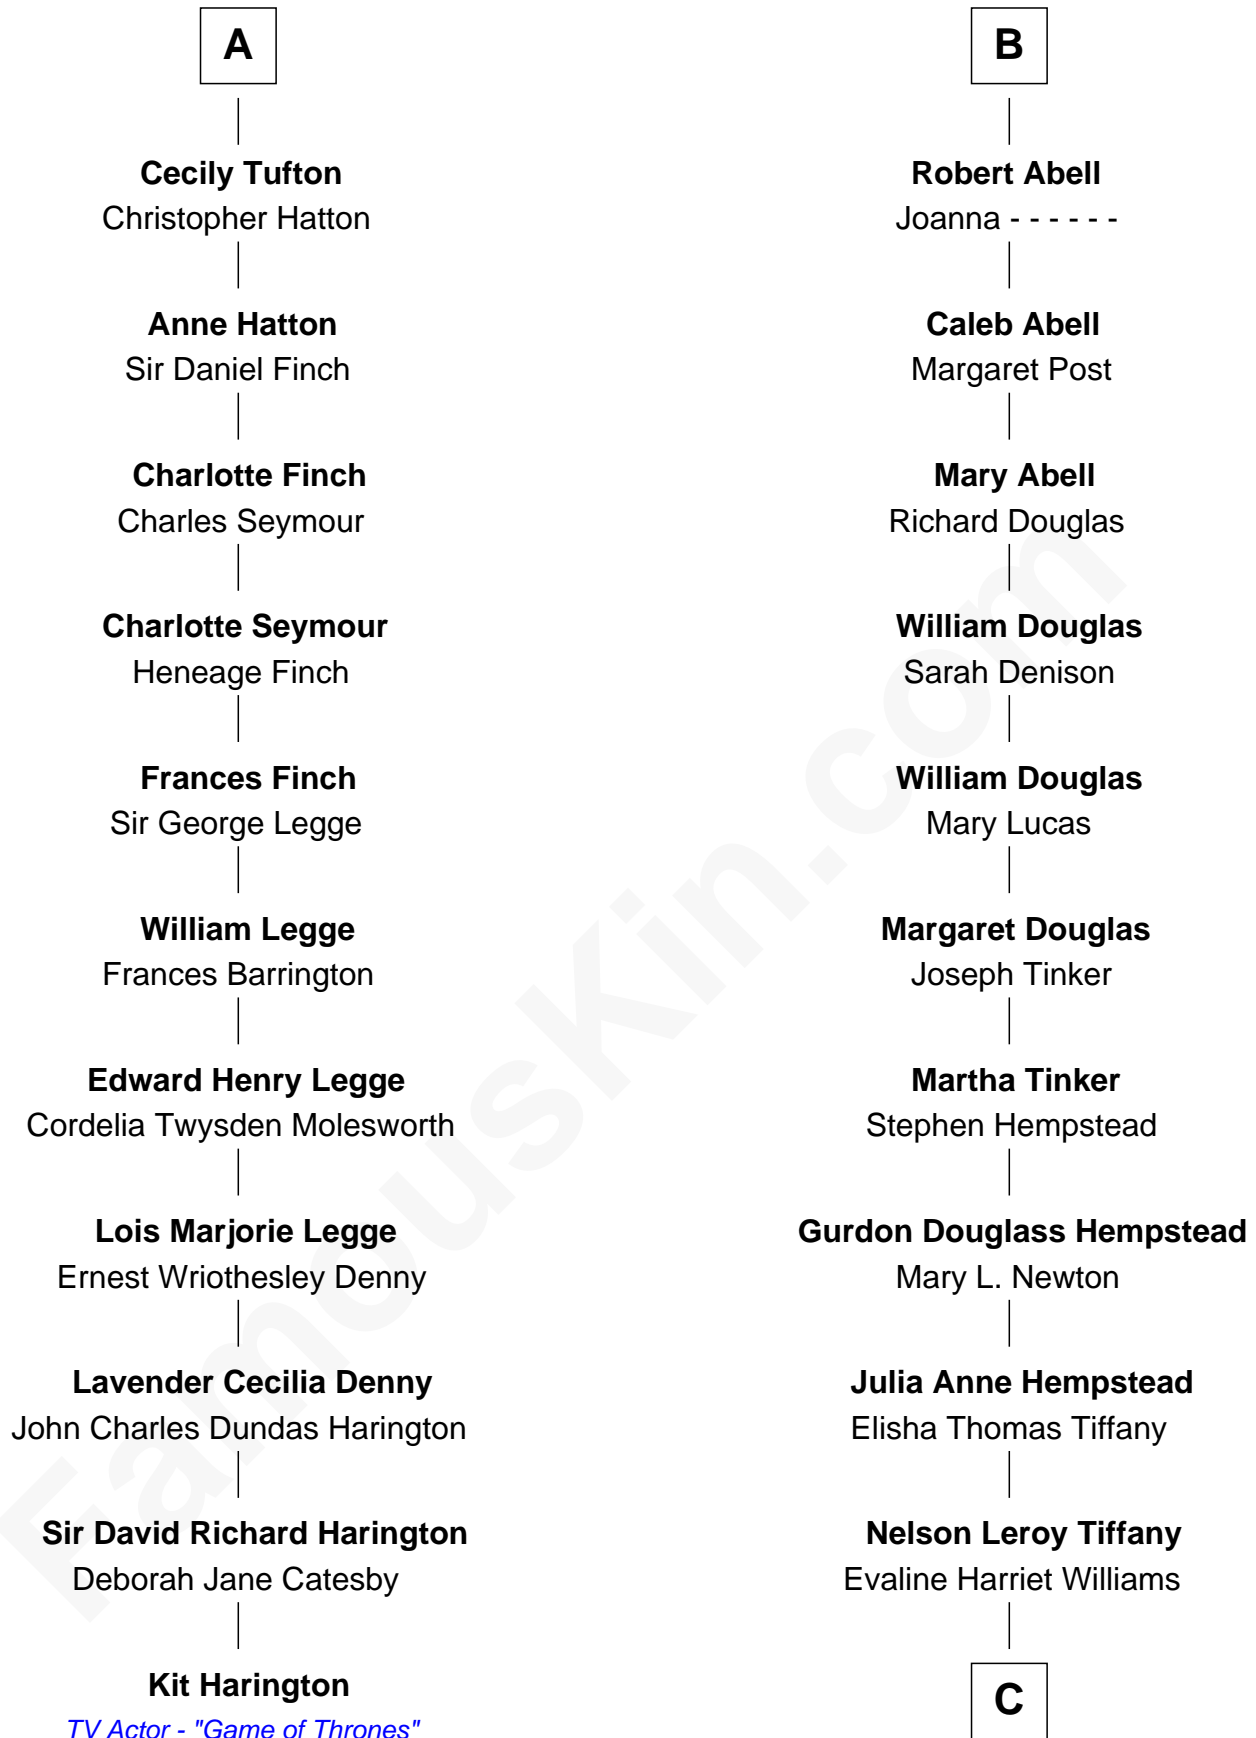 A
Cecily Tufton
Christopher Hatton
Anne Hatton
Sir Daniel Finch
Charlotte Finch
Charles Seymour
Charlotte Seymour
Heneage Finch
Frances Finch
Sir George Legge
William Legge
Frances Barrington
Edward Henry Legge
Cordelia Twysden Molesworth
Lois Marjorie Legge
Ernest Wriothesley Denny
Lavender Cecilia Denny
John Charles Dundas Harington
Sir David Richard Harington
Deborah Jane Catesby
Kit Harington
TV Actor - "Game of Thrones"
B
Robert Abell
Joanna - - - - - -
Caleb Abell
Margaret Post
Mary Abell
Richard Douglas
William Douglas
Sarah Denison
William Douglas
Mary Lucas
Margaret Douglas
Joseph Tinker
Martha Tinker
Stephen Hempstead
Gurdon Douglass Hempstead
Mary L. Newton
Julia Anne Hempstead
Elisha Thomas Tiffany
Nelson Leroy Tiffany
Evaline Harriet Williams
C
FamousKin.com